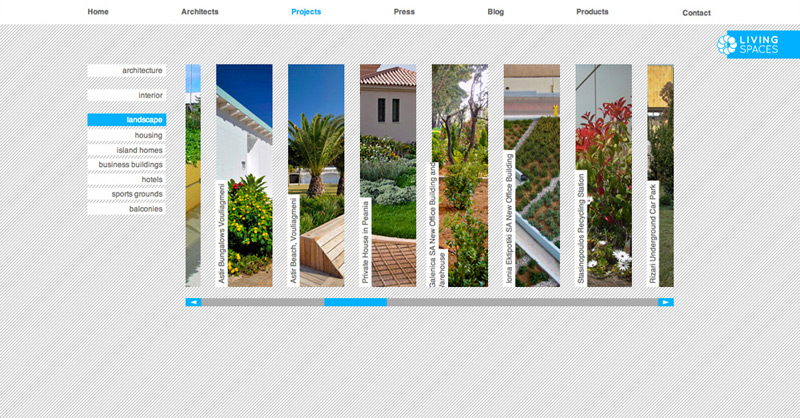 Home
Architects
Projects
Press
Blog
Products
Contact
LIVING
SPACES
architecture
interior
landscape
housing
island homes
business buildings
hotels
sports grounds
balconies
Astir Bungalows Vouliagmeni
Astir Beach, Vouliagmeni
Private House in Peania
Galenica SA New Office Building and
Warehouse
Ionia Ektipotiki SA New Office Building
Stasinopoulos Recycling Station
Rizari Underground Car Park